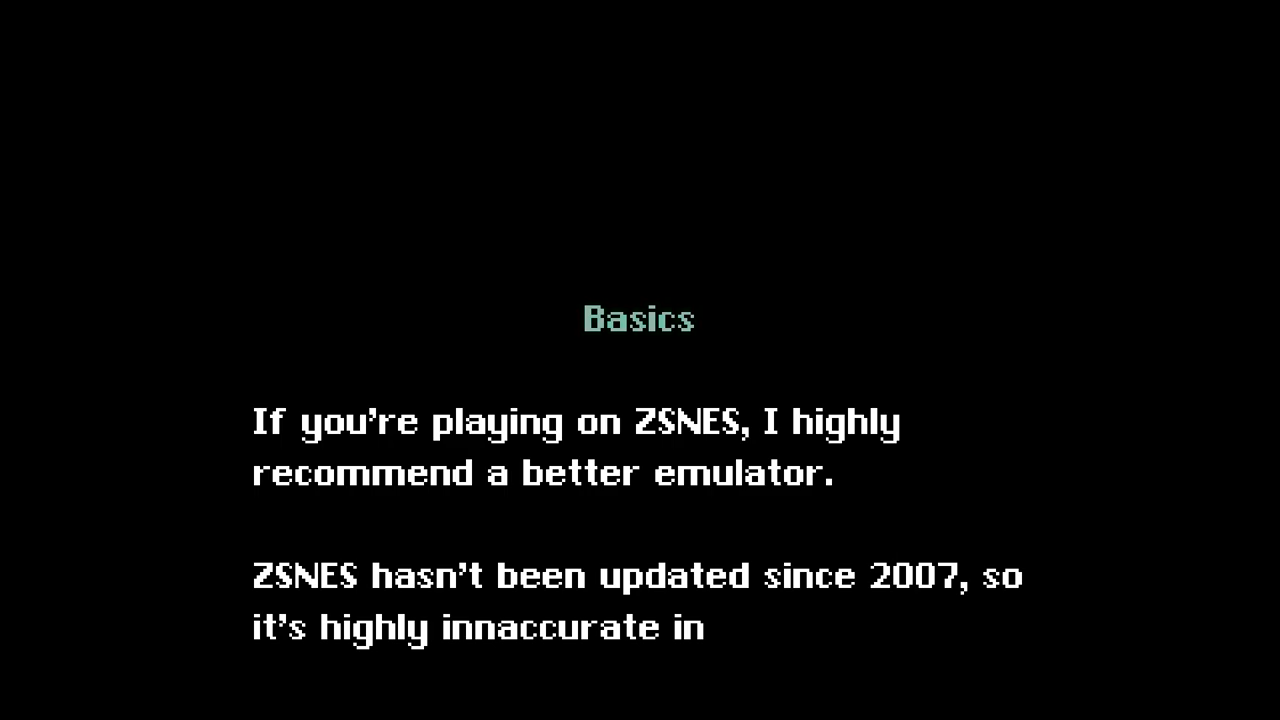 Basics
If you're playing on ZSNES, I highly
recommend a better emulator.
ZSNES hasn't been updated since 2007, so
it's highly innaccurate in